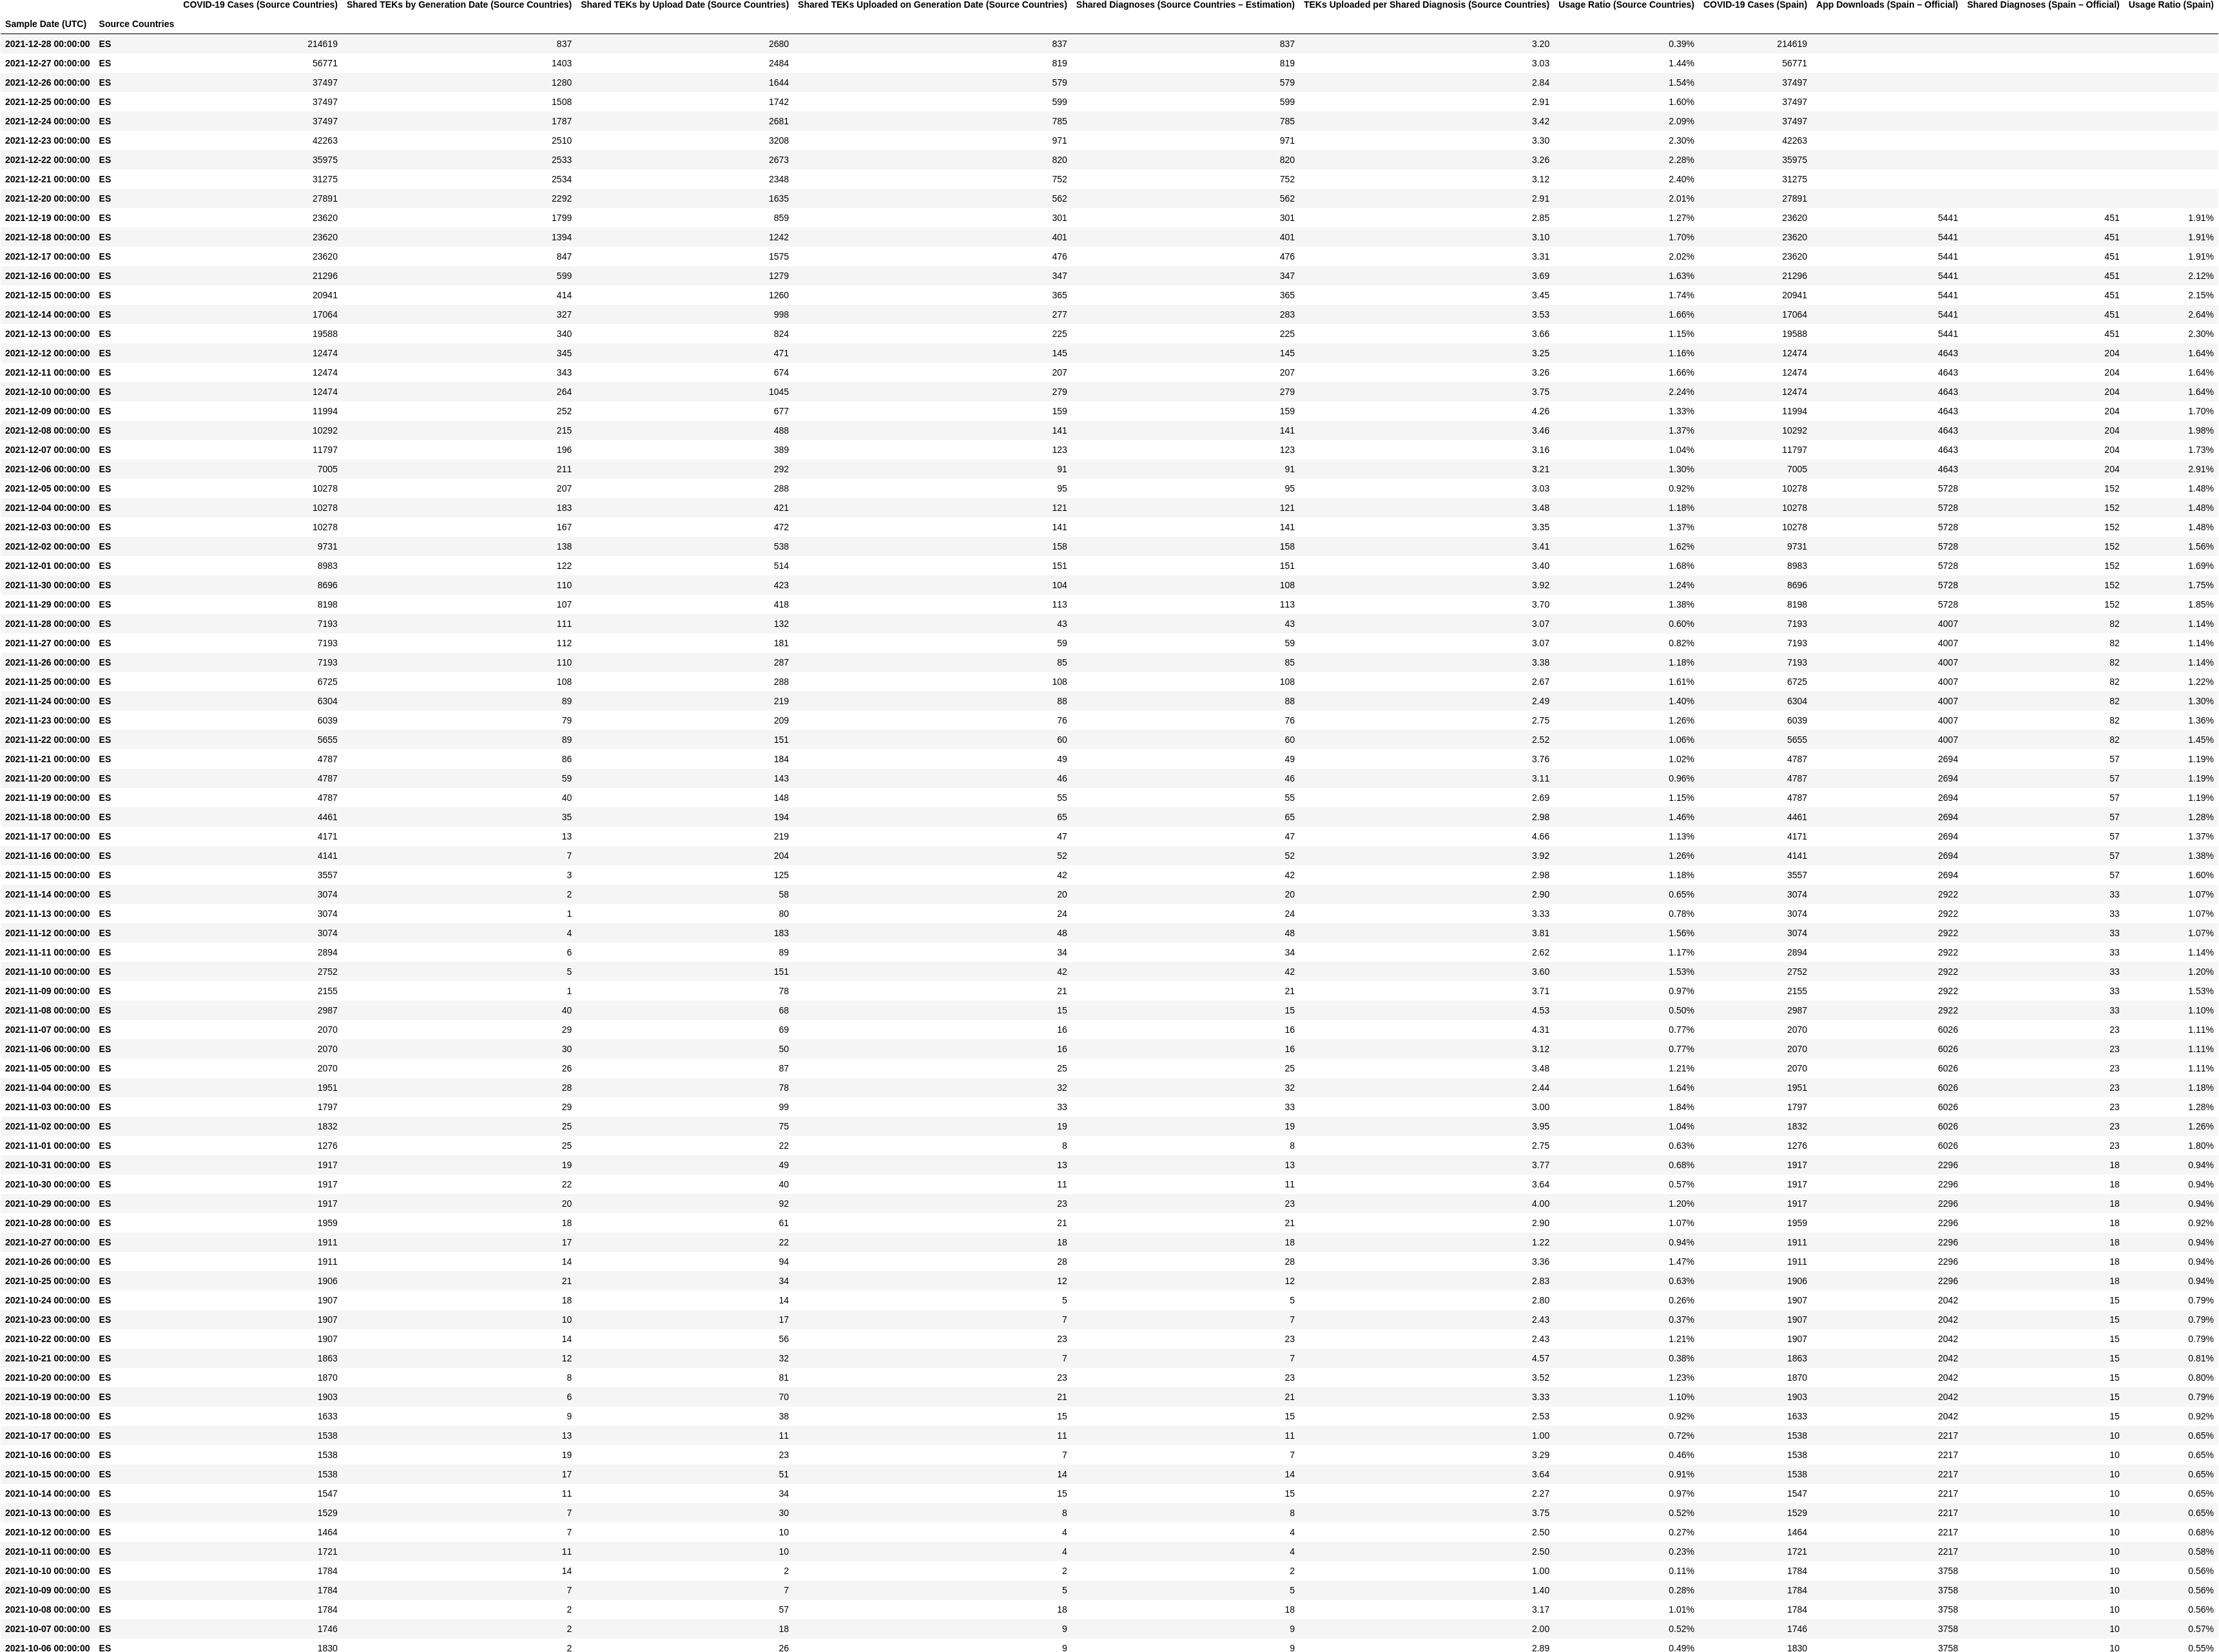 COVID-19 Cases (Source Countries) Shared TEKs by Generation Date (Source Countries) Shared TEKs by Upload Date (Source Countries) Shared TEKs Uploaded on Generation Date (Source Countries) Shared Diagnoses (Source Countries – Estimation) TEKs Uploaded per Shared Diagnosis (Source Countries) Usage Ratio (Source Countries) COVID-19 Cases (Spain) App Downloads (Spain – Official) Shared Diagnoses (Spain – Official) Usage Ratio (Spain)
Sample Date (UTC) Source Countries
2021-12-28 00:00:00 ES 214619 837 2680 837 837 3.20 0.39% 214619
2021-12-27 00:00:00 ES 56771 1403 2484 819 819 3.03 1.44% 56771
2021-12-26 00:00:00 ES 37497 1280 1644 579 579 2.84 1.54% 37497
2021-12-25 00:00:00 ES 37497 1508 1742 599 599 2.91 1.60% 37497
2021-12-24 00:00:00 ES 37497 1787 2681 785 785 3.42 2.09% 37497
2021-12-23 00:00:00 ES 42263 2510 3208 971 971 3.30 2.30% 42263
2021-12-22 00:00:00 ES 35975 2533 2673 820 820 3.26 2.28% 35975
2021-12-21 00:00:00 ES 31275 2534 2348 752 752 3.12 2.40% 31275
2021-12-20 00:00:00 ES 27891 2292 1635 562 562 2.91 2.01% 27891
2021-12-19 00:00:00 ES 23620 1799 859 301 301 2.85 1.27% 23620 5441 451 1.91%
2021-12-18 00:00:00 ES 23620 1394 1242 401 401 3.10 1.70% 23620 5441 451 1.91%
2021-12-17 00:00:00 ES 23620 847 1575 476 476 3.31 2.02% 23620 5441 451 1.91%
2021-12-16 00:00:00 ES 21296 599 1279 347 347 3.69 1.63% 21296 5441 451 2.12%
2021-12-15 00:00:00 ES 20941 414 1260 365 365 3.45 1.74% 20941 5441 451 2.15%
2021-12-14 00:00:00 ES 17064 327 998 277 283 3.53 1.66% 17064 5441 451 2.64%
2021-12-13 00:00:00 ES 19588 340 824 225 225 3.66 1.15% 19588 5441 451 2.30%
2021-12-12 00:00:00 ES 12474 345 471 145 145 3.25 1.16% 12474 4643 204 1.64%
2021-12-11 00:00:00 ES 12474 343 674 207 207 3.26 1.66% 12474 4643 204 1.64%
2021-12-10 00:00:00 ES 12474 264 1045 279 279 3.75 2.24% 12474 4643 204 1.64%
2021-12-09 00:00:00 ES 11994 252 677 159 159 4.26 1.33% 11994 4643 204 1.70%
2021-12-08 00:00:00 ES 10292 215 488 141 141 3.46 1.37% 10292 4643 204 1.98%
2021-12-07 00:00:00 ES 11797 196 389 123 123 3.16 1.04% 11797 4643 204 1.73%
2021-12-06 00:00:00 ES 7005 211 292 91 91 3.21 1.30% 7005 4643 204 2.91%
2021-12-05 00:00:00 ES 10278 207 288 95 95 3.03 0.92% 10278 5728 152 1.48%
2021-12-04 00:00:00 ES 10278 183 421 121 121 3.48 1.18% 10278 5728 152 1.48%
2021-12-03 00:00:00 ES 10278 167 472 141 141 3.35 1.37% 10278 5728 152 1.48%
2021-12-02 00:00:00 ES 9731 138 538 158 158 3.41 1.62% 9731 5728 152 1.56%
2021-12-01 00:00:00 ES 8983 122 514 151 151 3.40 1.68% 8983 5728 152 1.69%
2021-11-30 00:00:00 ES 8696 110 423 104 108 3.92 1.24% 8696 5728 152 1.75%
2021-11-29 00:00:00 ES 8198 107 418 113 113 3.70 1.38% 8198 5728 152 1.85%
2021-11-28 00:00:00 ES 7193 111 132 43 43 3.07 0.60% 7193 4007 82 1.14%
2021-11-27 00:00:00 ES 7193 112 181 59 59 3.07 0.82% 7193 4007 82 1.14%
2021-11-26 00:00:00 ES 7193 110 287 85 85 3.38 1.18% 7193 4007 82 1.14%
2021-11-25 00:00:00 ES 6725 108 288 108 108 2.67 1.61% 6725 4007 82 1.22%
2021-11-24 00:00:00 ES 6304 89 219 88 88 2.49 1.40% 6304 4007 82 1.30%
2021-11-23 00:00:00 ES 6039 79 209 76 76 2.75 1.26% 6039 4007 82 1.36%
2021-11-22 00:00:00 ES 5655 89 151 60 60 2.52 1.06% 5655 4007 82 1.45%
2021-11-21 00:00:00 ES 4787 86 184 49 49 3.76 1.02% 4787 2694 57 1.19%
2021-11-20 00:00:00 ES 4787 59 143 46 46 3.11 0.96% 4787 2694 57 1.19%
2021-11-19 00:00:00 ES 4787 40 148 55 55 2.69 1.15% 4787 2694 57 1.19%
2021-11-18 00:00:00 ES 4461 35 194 65 65 2.98 1.46% 4461 2694 57 1.28%
2021-11-17 00:00:00 ES 4171 13 219 47 47 4.66 1.13% 4171 2694 57 1.37%
2021-11-16 00:00:00 ES 4141 7 204 52 52 3.92 1.26% 4141 2694 57 1.38%
2021-11-15 00:00:00 ES 3557 3 125 42 42 2.98 1.18% 3557 2694 57 1.60%
2021-11-14 00:00:00 ES 3074 2 58 20 20 2.90 0.65% 3074 2922 33 1.07%
2021-11-13 00:00:00 ES 3074 1 80 24 24 3.33 0.78% 3074 2922 33 1.07%
2021-11-12 00:00:00 ES 3074 4 183 48 48 3.81 1.56% 3074 2922 33 1.07%
2021-11-11 00:00:00 ES 2894 6 89 34 34 2.62 1.17% 2894 2922 33 1.14%
2021-11-10 00:00:00 ES 2752 5 151 42 42 3.60 1.53% 2752 2922 33 1.20%
2021-11-09 00:00:00 ES 2155 1 78 21 21 3.71 0.97% 2155 2922 33 1.53%
2021-11-08 00:00:00 ES 2987 40 68 15 15 4.53 0.50% 2987 2922 33 1.10%
2021-11-07 00:00:00 ES 2070 29 69 16 16 4.31 0.77% 2070 6026 23 1.11%
2021-11-06 00:00:00 ES 2070 30 50 16 16 3.12 0.77% 2070 6026 23 1.11%
2021-11-05 00:00:00 ES 2070 26 87 25 25 3.48 1.21% 2070 6026 23 1.11%
2021-11-04 00:00:00 ES 1951 28 78 32 32 2.44 1.64% 1951 6026 23 1.18%
2021-11-03 00:00:00 ES 1797 29 99 33 33 3.00 1.84% 1797 6026 23 1.28%
2021-11-02 00:00:00 ES 1832 25 75 19 19 3.95 1.04% 1832 6026 23 1.26%
2021-11-01 00:00:00 ES 1276 25 22 8 8 2.75 0.63% 1276 6026 23 1.80%
2021-10-31 00:00:00 ES 1917 19 49 13 13 3.77 0.68% 1917 2296 18 0.94%
2021-10-30 00:00:00 ES 1917 22 40 11 11 3.64 0.57% 1917 2296 18 0.94%
2021-10-29 00:00:00 ES 1917 20 92 23 23 4.00 1.20% 1917 2296 18 0.94%
2021-10-28 00:00:00 ES 1959 18 61 21 21 2.90 1.07% 1959 2296 18 0.92%
2021-10-27 00:00:00 ES 1911 17 22 18 18 1.22 0.94% 1911 2296 18 0.94%
2021-10-26 00:00:00 ES 1911 14 94 28 28 3.36 1.47% 1911 2296 18 0.94%
2021-10-25 00:00:00 ES 1906 21 34 12 12 2.83 0.63% 1906 2296 18 0.94%
2021-10-24 00:00:00 ES 1907 18 14 5 5 2.80 0.26% 1907 2042 15 0.79%
2021-10-23 00:00:00 ES 1907 10 17 7 7 2.43 0.37% 1907 2042 15 0.79%
2021-10-22 00:00:00 ES 1907 14 56 23 23 2.43 1.21% 1907 2042 15 0.79%
2021-10-21 00:00:00 ES 1863 12 32 7 7 4.57 0.38% 1863 2042 15 0.81%
2021-10-20 00:00:00 ES 1870 8 81 23 23 3.52 1.23% 1870 2042 15 0.80%
2021-10-19 00:00:00 ES 1903 6 70 21 21 3.33 1.10% 1903 2042 15 0.79%
2021-10-18 00:00:00 ES 1633 9 38 15 15 2.53 0.92% 1633 2042 15 0.92%
2021-10-17 00:00:00 ES 1538 13 11 11 11 1.00 0.72% 1538 2217 10 0.65%
2021-10-16 00:00:00 ES 1538 19 23 7 7 3.29 0.46% 1538 2217 10 0.65%
2021-10-15 00:00:00 ES 1538 17 51 14 14 3.64 0.91% 1538 2217 10 0.65%
2021-10-14 00:00:00 ES 1547 11 34 15 15 2.27 0.97% 1547 2217 10 0.65%
2021-10-13 00:00:00 ES 1529 7 30 8 8 3.75 0.52% 1529 2217 10 0.65%
2021-10-12 00:00:00 ES 1464 7 10 4 4 2.50 0.27% 1464 2217 10 0.68%
2021-10-11 00:00:00 ES 1721 11 10 4 4 2.50 0.23% 1721 2217 10 0.58%
2021-10-10 00:00:00 ES 1784 14 2 2 2 1.00 0.11% 1784 3758 10 0.56%
2021-10-09 00:00:00 ES 1784 7 7 5 5 1.40 0.28% 1784 3758 10 0.56%
2021-10-08 00:00:00 ES 1784 2 57 18 18 3.17 1.01% 1784 3758 10 0.56%
2021-10-07 00:00:00 ES 1746 2 18 9 9 2.00 0.52% 1746 3758 10 0.57%
2021-10-06 00:00:00 ES 1830 2 26 9 9 2.89 0.49% 1830 3758 10 0.55%